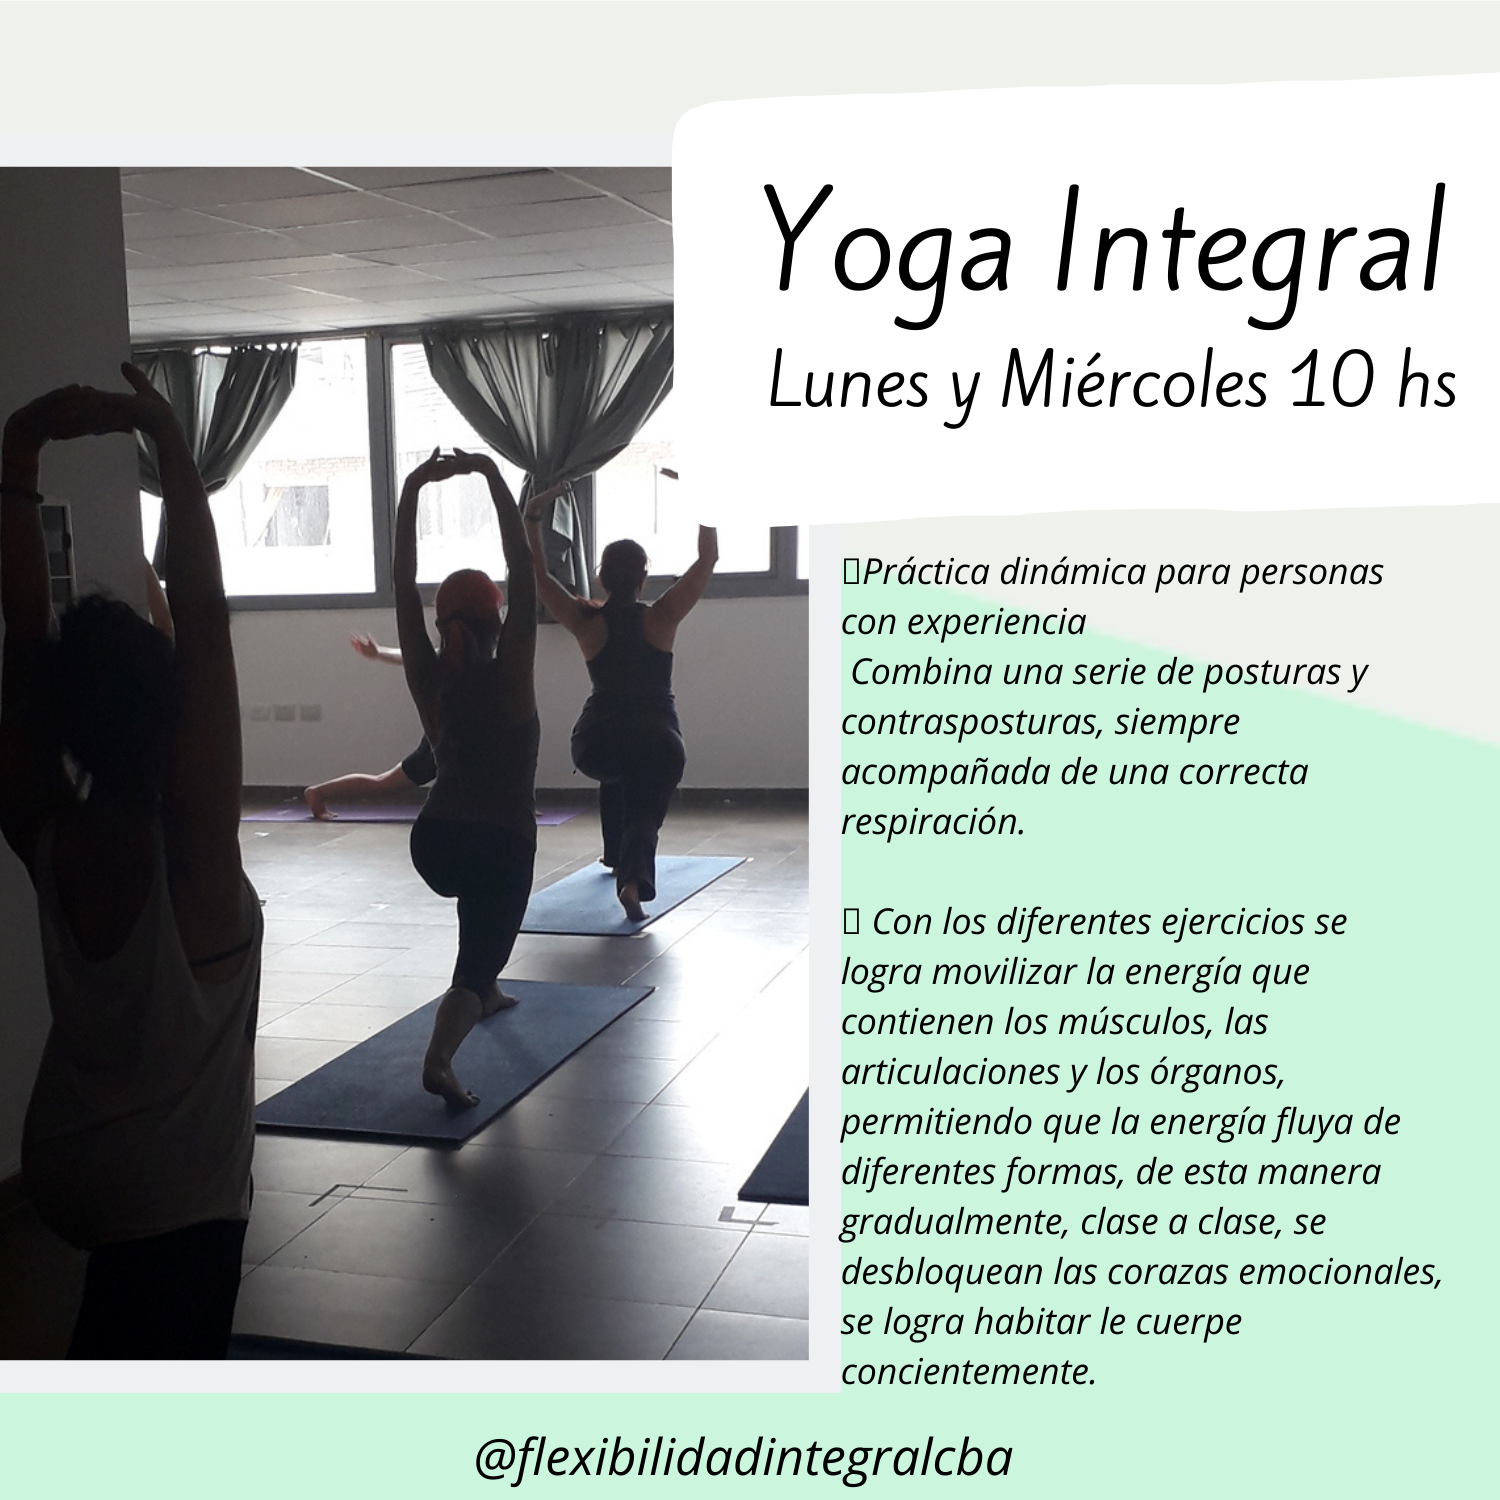 Yoga Integral
Lunes y Miércoles 10 hs
▯Práctica dinámica para personas
con experiencia
Combina una serie de posturas y
contrasposturas, siempre
acompañada de una correcta
respiración.
▯ Con los diferentes ejercicios se
logra movilizar la energía que
contienen los músculos, las
articulaciones y los órganos,
permitiendo que la energía fluya de
diferentes formas, de esta manera
gradualmente, clase a clase, se
desbloquean las corazas emocionales,
se logra habitar le cuerpe
concientemente.
@flexibilidadintegralcba